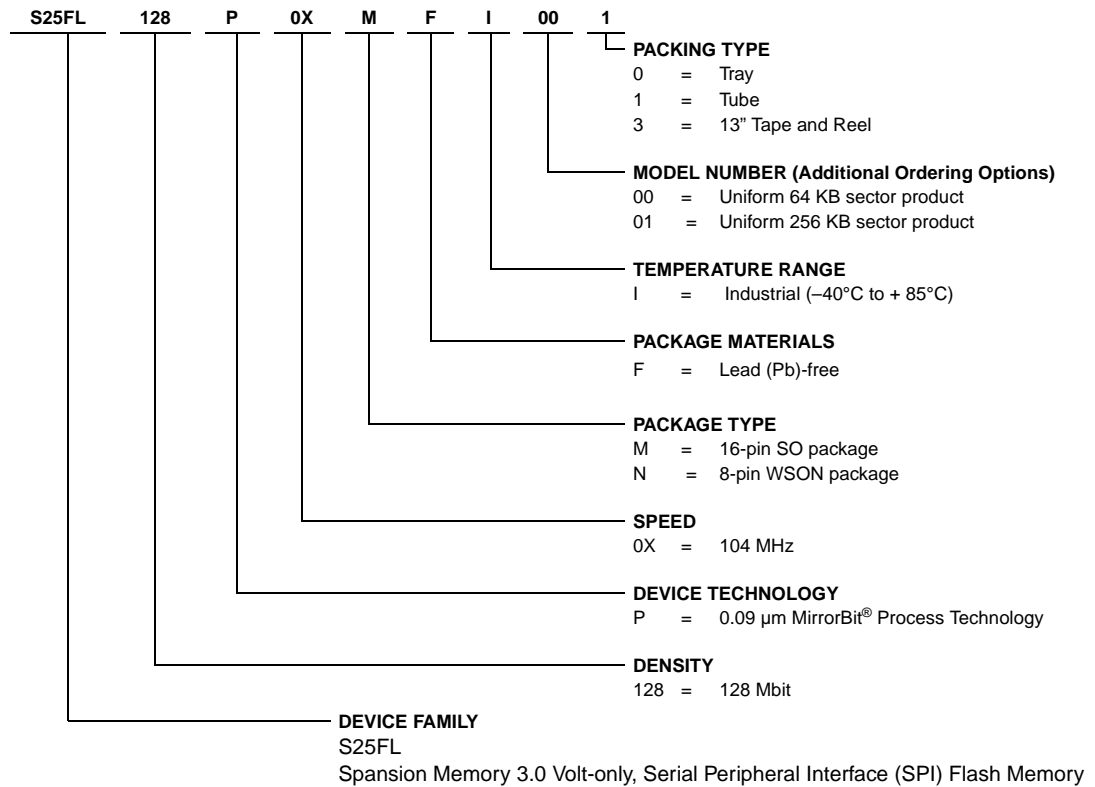 S25FL 128 P 0X M F I 00 1
PACKING TYPE
0 = Tray
1 = Tube
3 = 13” Tape and Reel
MODEL NUMBER (Additional Ordering Options)
00 = Uniform 64 KB sector product
01 = Uniform 256 KB sector product
TEMPERATURE RANGE
I = Industrial (–40°C to + 85°C)
PACKAGE MATERIALS
F = Lead (Pb)-free
PACKAGE TYPE
M = 16-pin SO package
N = 8-pin WSON package
SPEED
0X = 104 MHz
DEVICE TECHNOLOGY
P = 0.09 µm MirrorBit® Process Technology
DENSITY
128 = 128 Mbit
DEVICE FAMILY
S25FL
Spansion Memory 3.0 Volt-only, Serial Peripheral Interface (SPI) Flash Memory